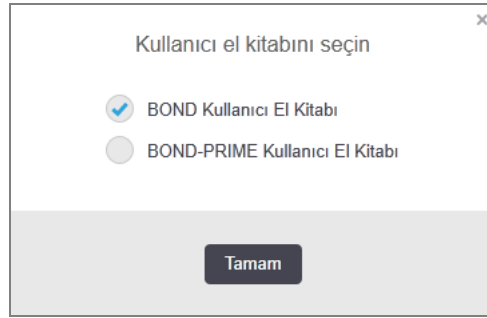 Kullanıcı el kitabını seçin
BOND Kullanıcı El Kitabı
BOND-PRIME Kullanıcı El Kitabı
Tamam